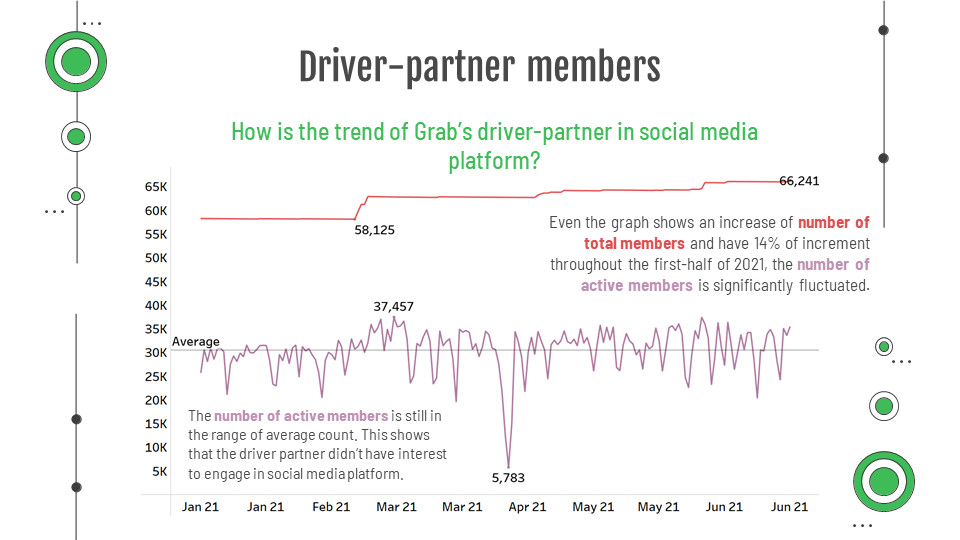 Driver-partner members
How is the trend of Grab's driver-partner in social media
platform?
65K
60K
55K
50K
45K
40K
35K
30K
25K
20K
15K
10K
5K
66,241
58,125
Even the graph shows an increase of number of
total members and have 14% of increment
throughout the first-half of 2021, the number of
active members is significantly fluctuated.
37,457
Average
The number of active members is still in
the range of average count. This shows
that the driver partner didn't have interest
to engage in social media platform.
5,783
Jan 21 Jan 21 Feb 21 Mar 21 Mar 21 Apr 21 May 21 May 21 Jun 21 Jun 21